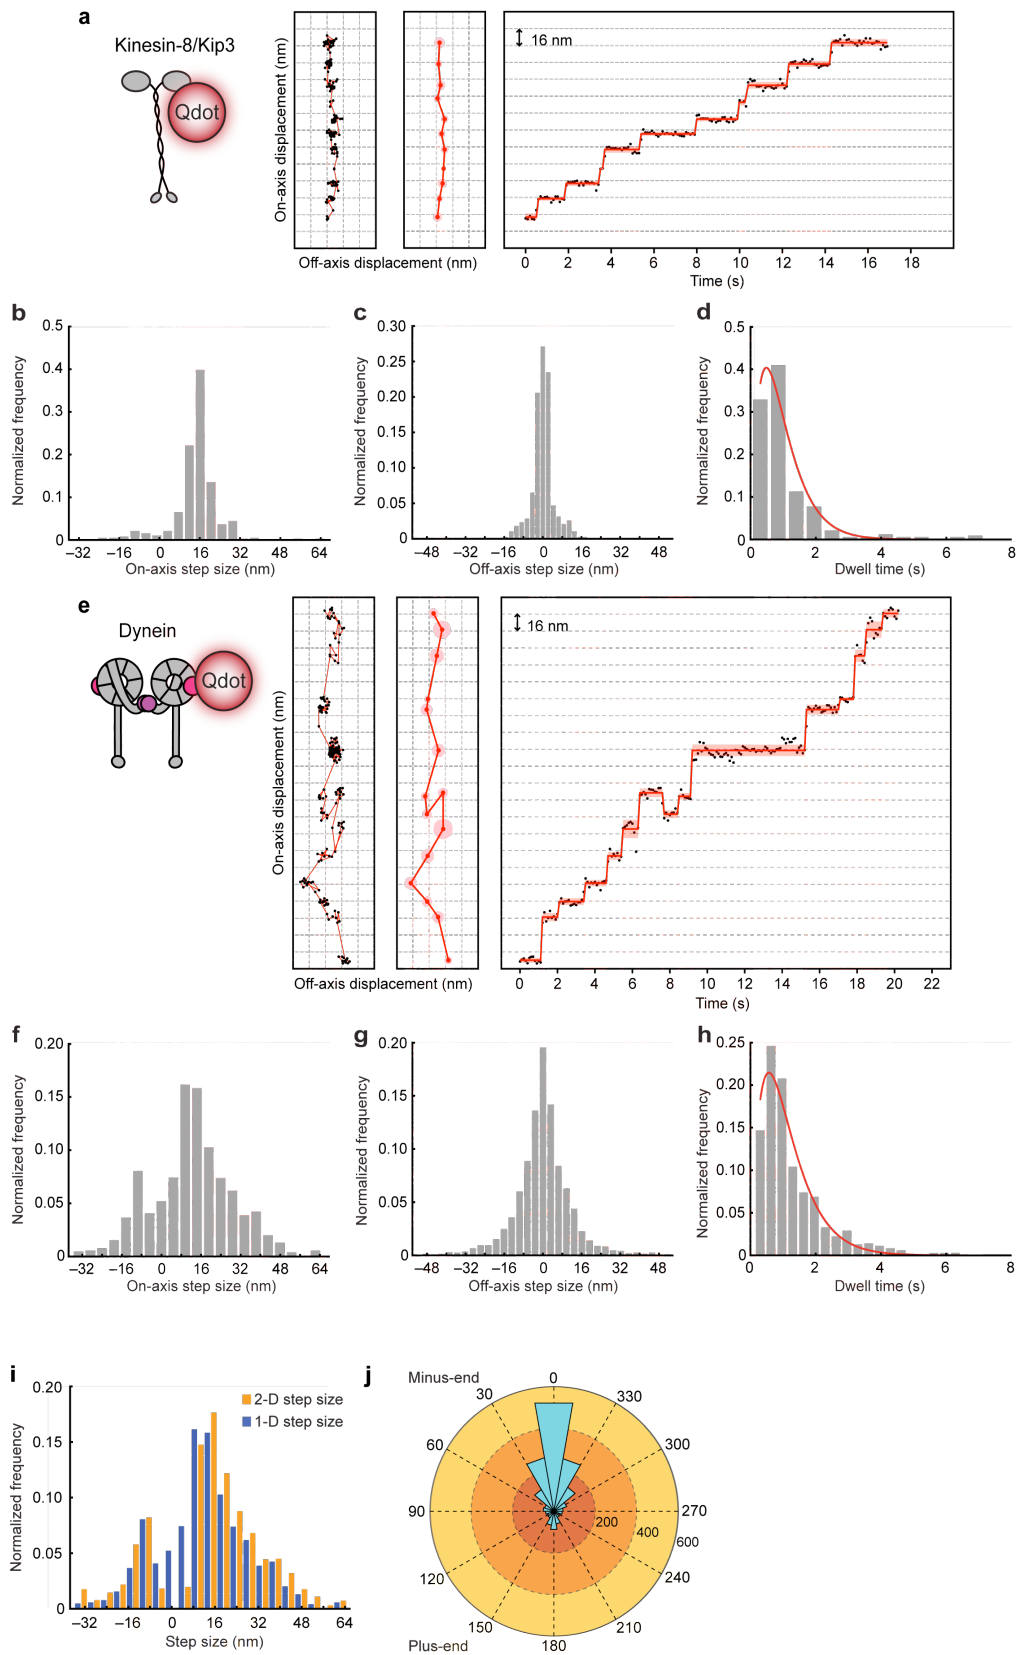 a
Kinesin-8/Kip3
Qdot
On-axis displacement (nm)
Off-axis displacement (nm)
16 nm
0 2 4 6 8 10 12 14 16 18
Time (s)
b
Normalized frequency
0.5
0.4
0.3
0.2
0.1
0
–32 –16 0 16 32 48 64
On-axis step size (nm)
c
Normalized frequency
0.30
0.25
0.20
0.15
0.10
0.05
0
–48 –32 –16 0 16 32 48
Off-axis step size (nm)
d
Normalized frequency
0.5
0.4
0.3
0.2
0.1
0
0 2 4 6 8
Dwell time (s)
e
Dynein
Qdot
On-axis displacement (nm)
Off-axis displacement (nm)
16 nm
0 2 4 6 8 10 12 14 16 18 20 22
Time (s)
f
Normalized frequency
0.20
0.15
0.10
0.05
0
–32 –16 0 16 32 48 64
On-axis step size (nm)
g
Normalized frequency
0.20
0.15
0.10
0.05
0
–48 –32 –16 0 16 32 48
Off-axis step size (nm)
h
Normalized frequency
0.25
0.20
0.15
0.10
0.05
0
0 2 4 6 8
Dwell time (s)
i
Normalized frequency
0.20
0.15
0.10
0.05
0
2-D step size
1-D step size
–32 –16 0 16 32 48 64
Step size (nm)
j
Minus-end
0
30
330
60
300
90
270
200
400
600
120
240
150
210
Plus-end
180